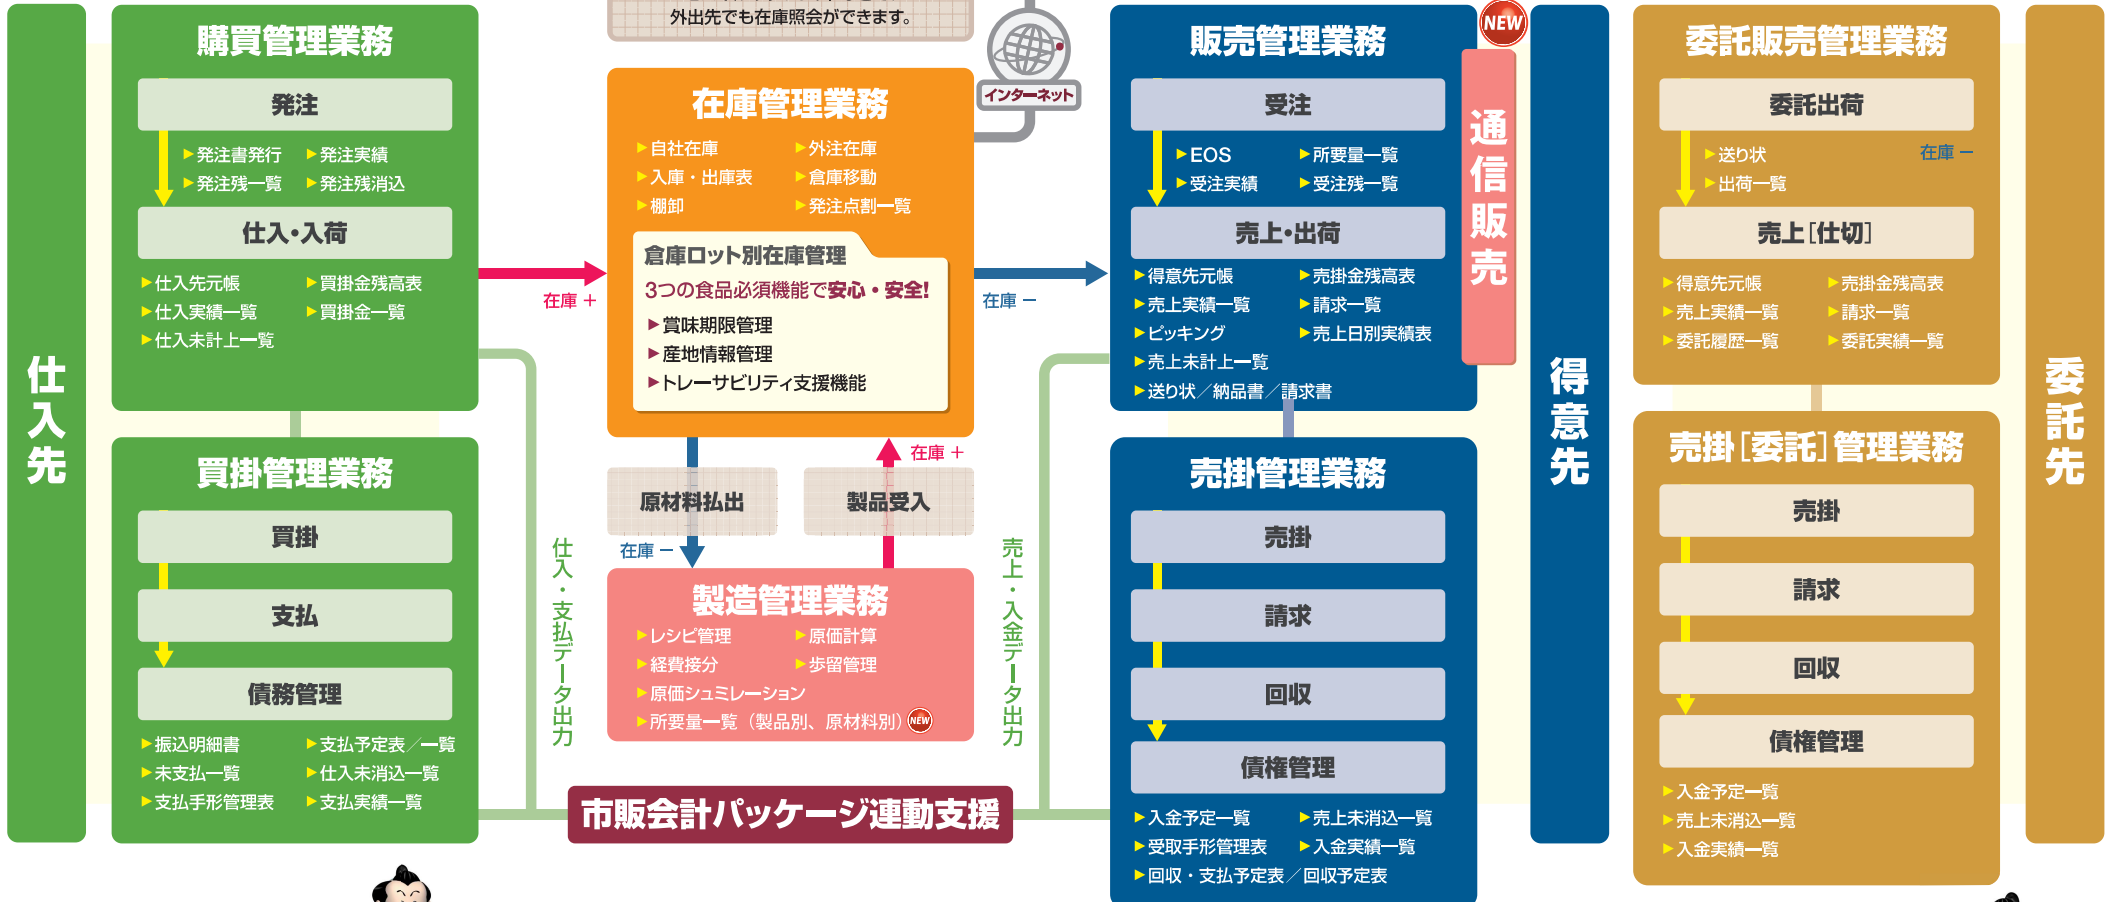 仕入先
購買管理業務
発注
発注書発行
発注実績
発注残一覧
発注残消込
仕入・入荷
仕入先元帳
買掛金残高表
仕入実績一覧
買掛金一覧
仕入未計上一覧
買掛管理業務
買掛
支払
債務管理
振込明細書
支払予定表／一覧
未支払一覧
仕入未消込一覧
支払手形管理表
支払実績一覧
在庫 +
仕入・支払データ出力
外出先でも在庫照会ができます。
インターネット
在庫管理業務
自社在庫
外注在庫
入庫・出庫表
倉庫移動
棚卸
発注点割一覧
倉庫ロット別在庫管理
3つの食品必須機能で安心・安全!
賞味期限管理
産地情報管理
トレーサビリティ支援機能
在庫 −
在庫 +
原材料払出
製品受入
在庫 −
製造管理業務
レシピ管理
原価計算
経費接分
歩留管理
原価シュミレーション
所要量一覧（製品別、原材料別）
NEW
市販会計パッケージ連動支援
売上・入金データ出力
NEW
通信販売
販売管理業務
受注
EOS
所要量一覧
受注実績
受注残一覧
売上・出荷
得意先元帳
売掛金残高表
売上実績一覧
請求一覧
ピッキング
売上日別実績表
売上未計上一覧
送り状／納品書／請求書
売掛管理業務
売掛
請求
回収
債権管理
入金予定一覧
売上未消込一覧
受取手形管理表
入金実績一覧
回収・支払予定表／回収予定表
得意先
委託販売管理業務
委託出荷
送り状
在庫 −
出荷一覧
売上［仕切］
得意先元帳
売掛金残高表
売上実績一覧
請求一覧
委託履歴一覧
委託実績一覧
売掛［委託］管理業務
売掛
請求
回収
債権管理
入金予定一覧
売上未消込一覧
入金実績一覧
委託先